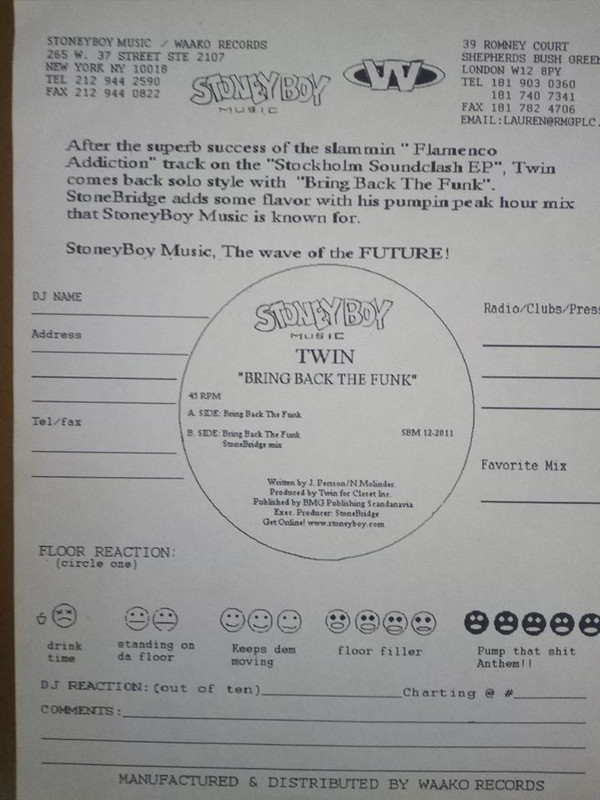 STONEYBOY MUSIC / WAAKO RECORDS
265 W. 37 STREET STE 2107
NEW YORK NY 10018
TEL 212 944 2590
FAX 212 944 0822
STONEYBOY
MUSIC
W
39 ROMNEY COURT
SHEPHERDS BUSH GREEN
LONDON W12 8PY
TEL 181 903 0360
181 740 7341
FAX 181 782 4706
EMAIL:LAUREN@RMGPLC.
After the superb success of the slammin " Flamenco
Addiction" track on the "Stockholm Soundclash EP", Twin
comes back solo style with "Bring Back The Funk".
StoneBridge adds some flavor with his pumpin peak hour mix
that StoneyBoy Music is known for.
StoneyBoy Music, The wave of the FUTURE!
DJ NAME
Address
Tel/fax
STONEYBOY
MUSIC
TWIN
"BRING BACK THE FUNK"
45 RPM
A. SIDE: Bring Back The Funk
B. SIDE: Bring Back The Funk
StoneBridge mix
SBM 12-2011
Written by J. Persson/N.Molinder.
Produced by Twin for Closet Inc.
Published by BMG Publishing Scandanavia
Exec. Producer: StoneBridge
Get Online! www.stoneyboy.com
Radio/Clubs/Press
Favorite Mix
FLOOR REACTION:
(circle one)
drink
time
standing on
da floor
Keeps dem
moving
floor filler
Pump that shit
Anthem!!
DJ REACTION:(out of ten)
Charting @ #
COMMENTS:
MANUFACTURED & DISTRIBUTED BY WAAKO RECORDS